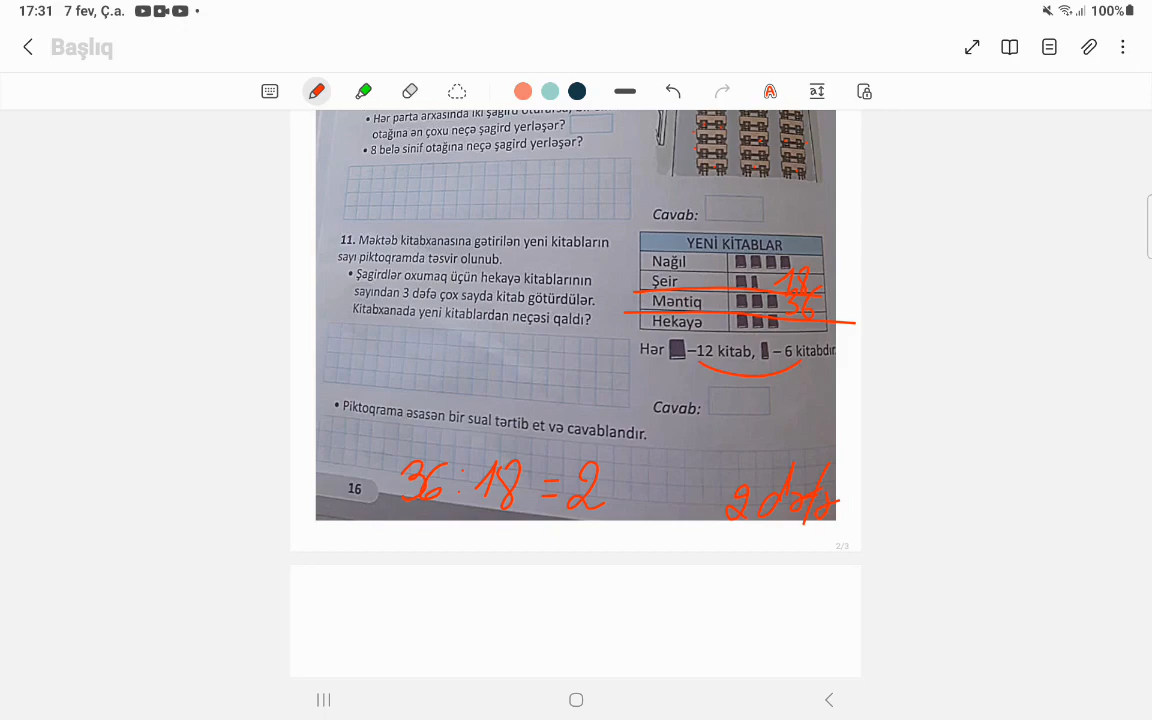 17:31 7 fev, Ç.a. 100%
Başlıq
• Hər parta arxasında iki şagird oturarsa,
otağına ən çoxu neçə şagird yerləşər?
• 8 belə sinif otağına neçə şagird yerləşər?
Cavab:
11. Məktəb kitabxanasına gətirilən yeni kitabların
sayı piktoqramda təsvir olunub.
• Şagirdlər oxumaq üçün hekayə kitablarının
sayından 3 dəfə çox sayda kitab götürdülər.
Kitabxanada yeni kitablardan neçəsi qaldı?
YENİ KİTABLAR
Nağıl
Şeir 18
Məntiq 36
Hekayə
Hər –12 kitab, – 6 kitabdır
Cavab:
• Piktoqrama əsasən bir sual tərtib et və cavablandır.
36 : 18 = 2
2 dəfə
16
2/3